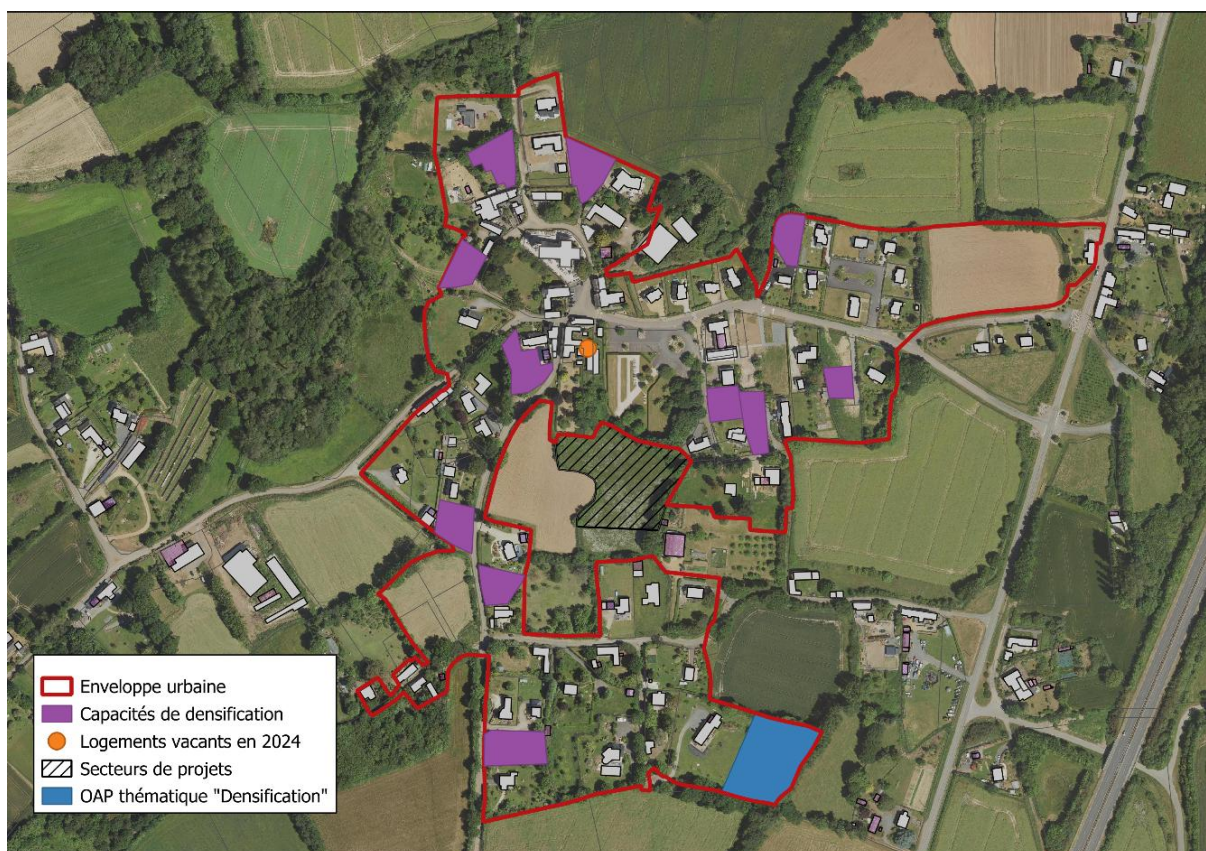 Enveloppe urbaine
Capacités de densification
Logements vacants en 2024
Secteurs de projets
OAP thématique "Densification"